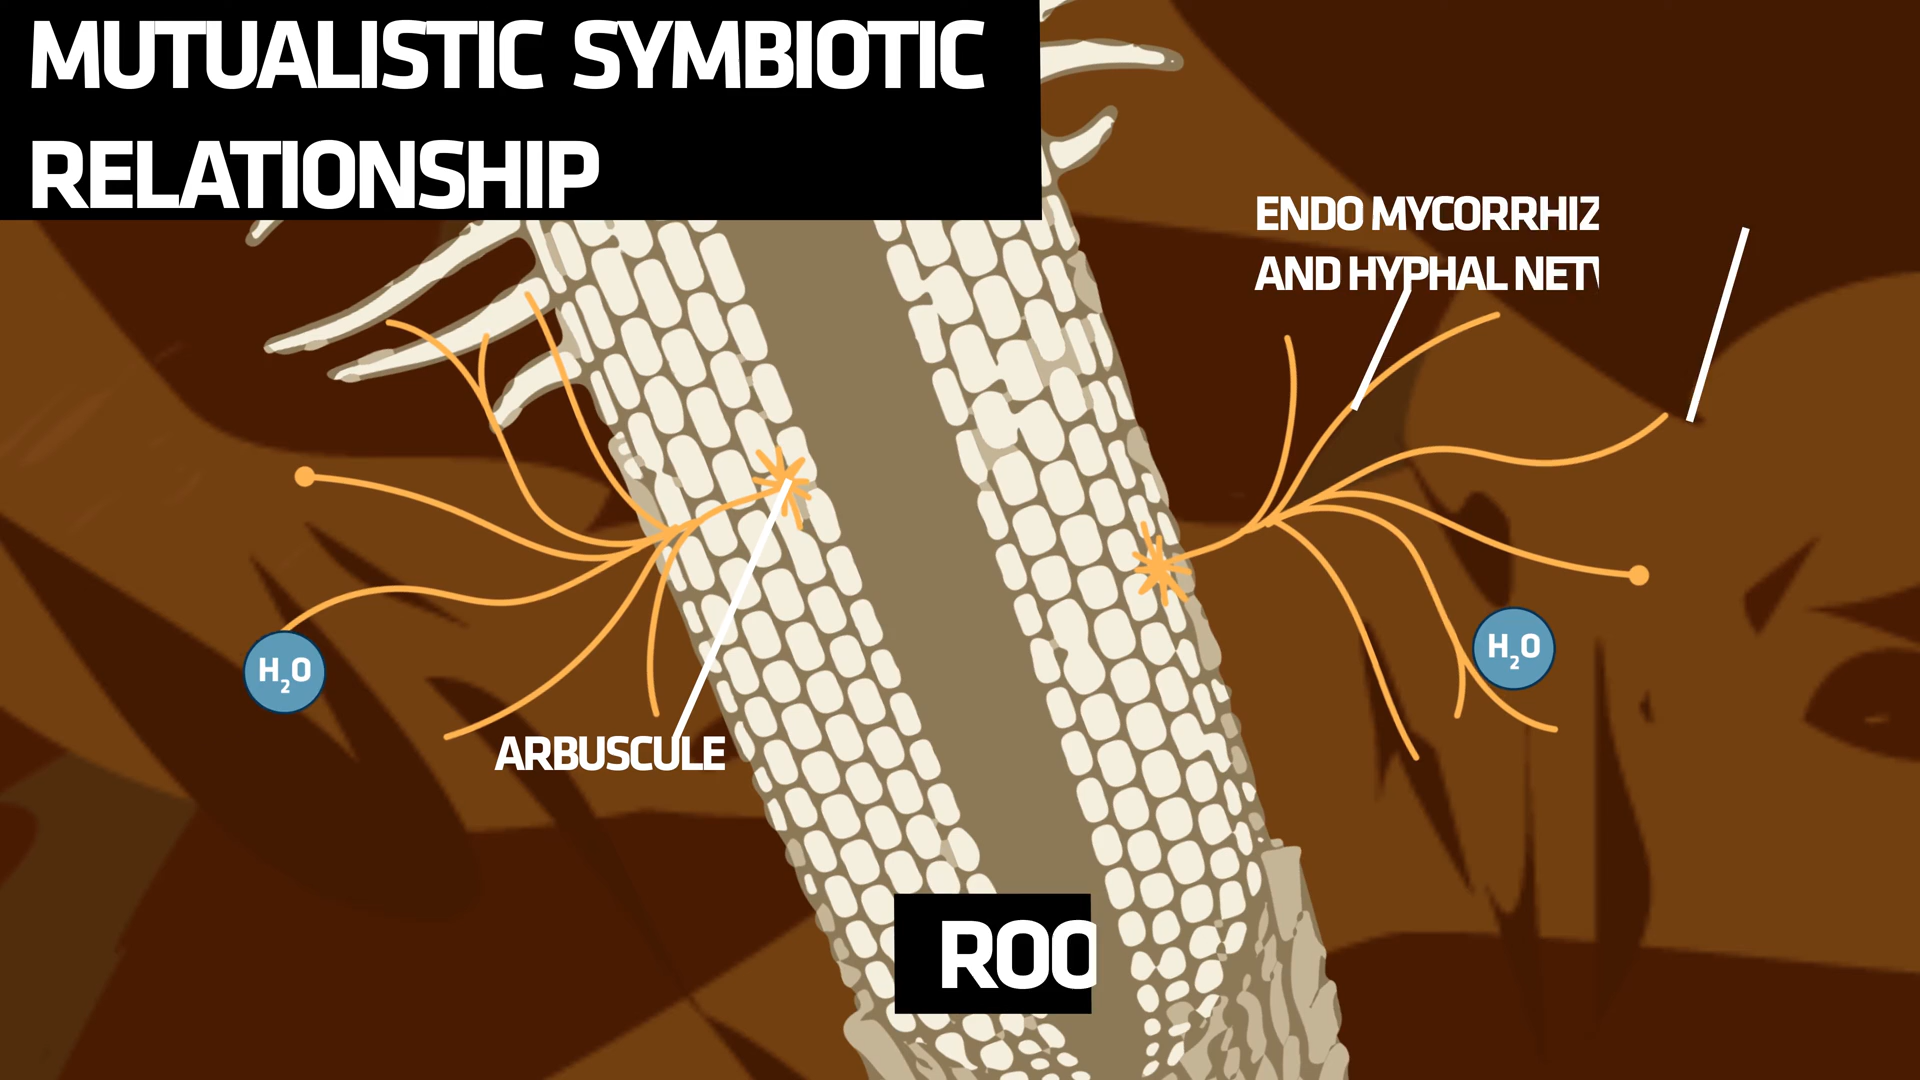 MUTUALISTIC SYMBIOTIC
RELATIONSHIP
ENDO MYCORRHIZ
AND HYPHAL NET
H2O
H2O
ARBUSCULE
ROO